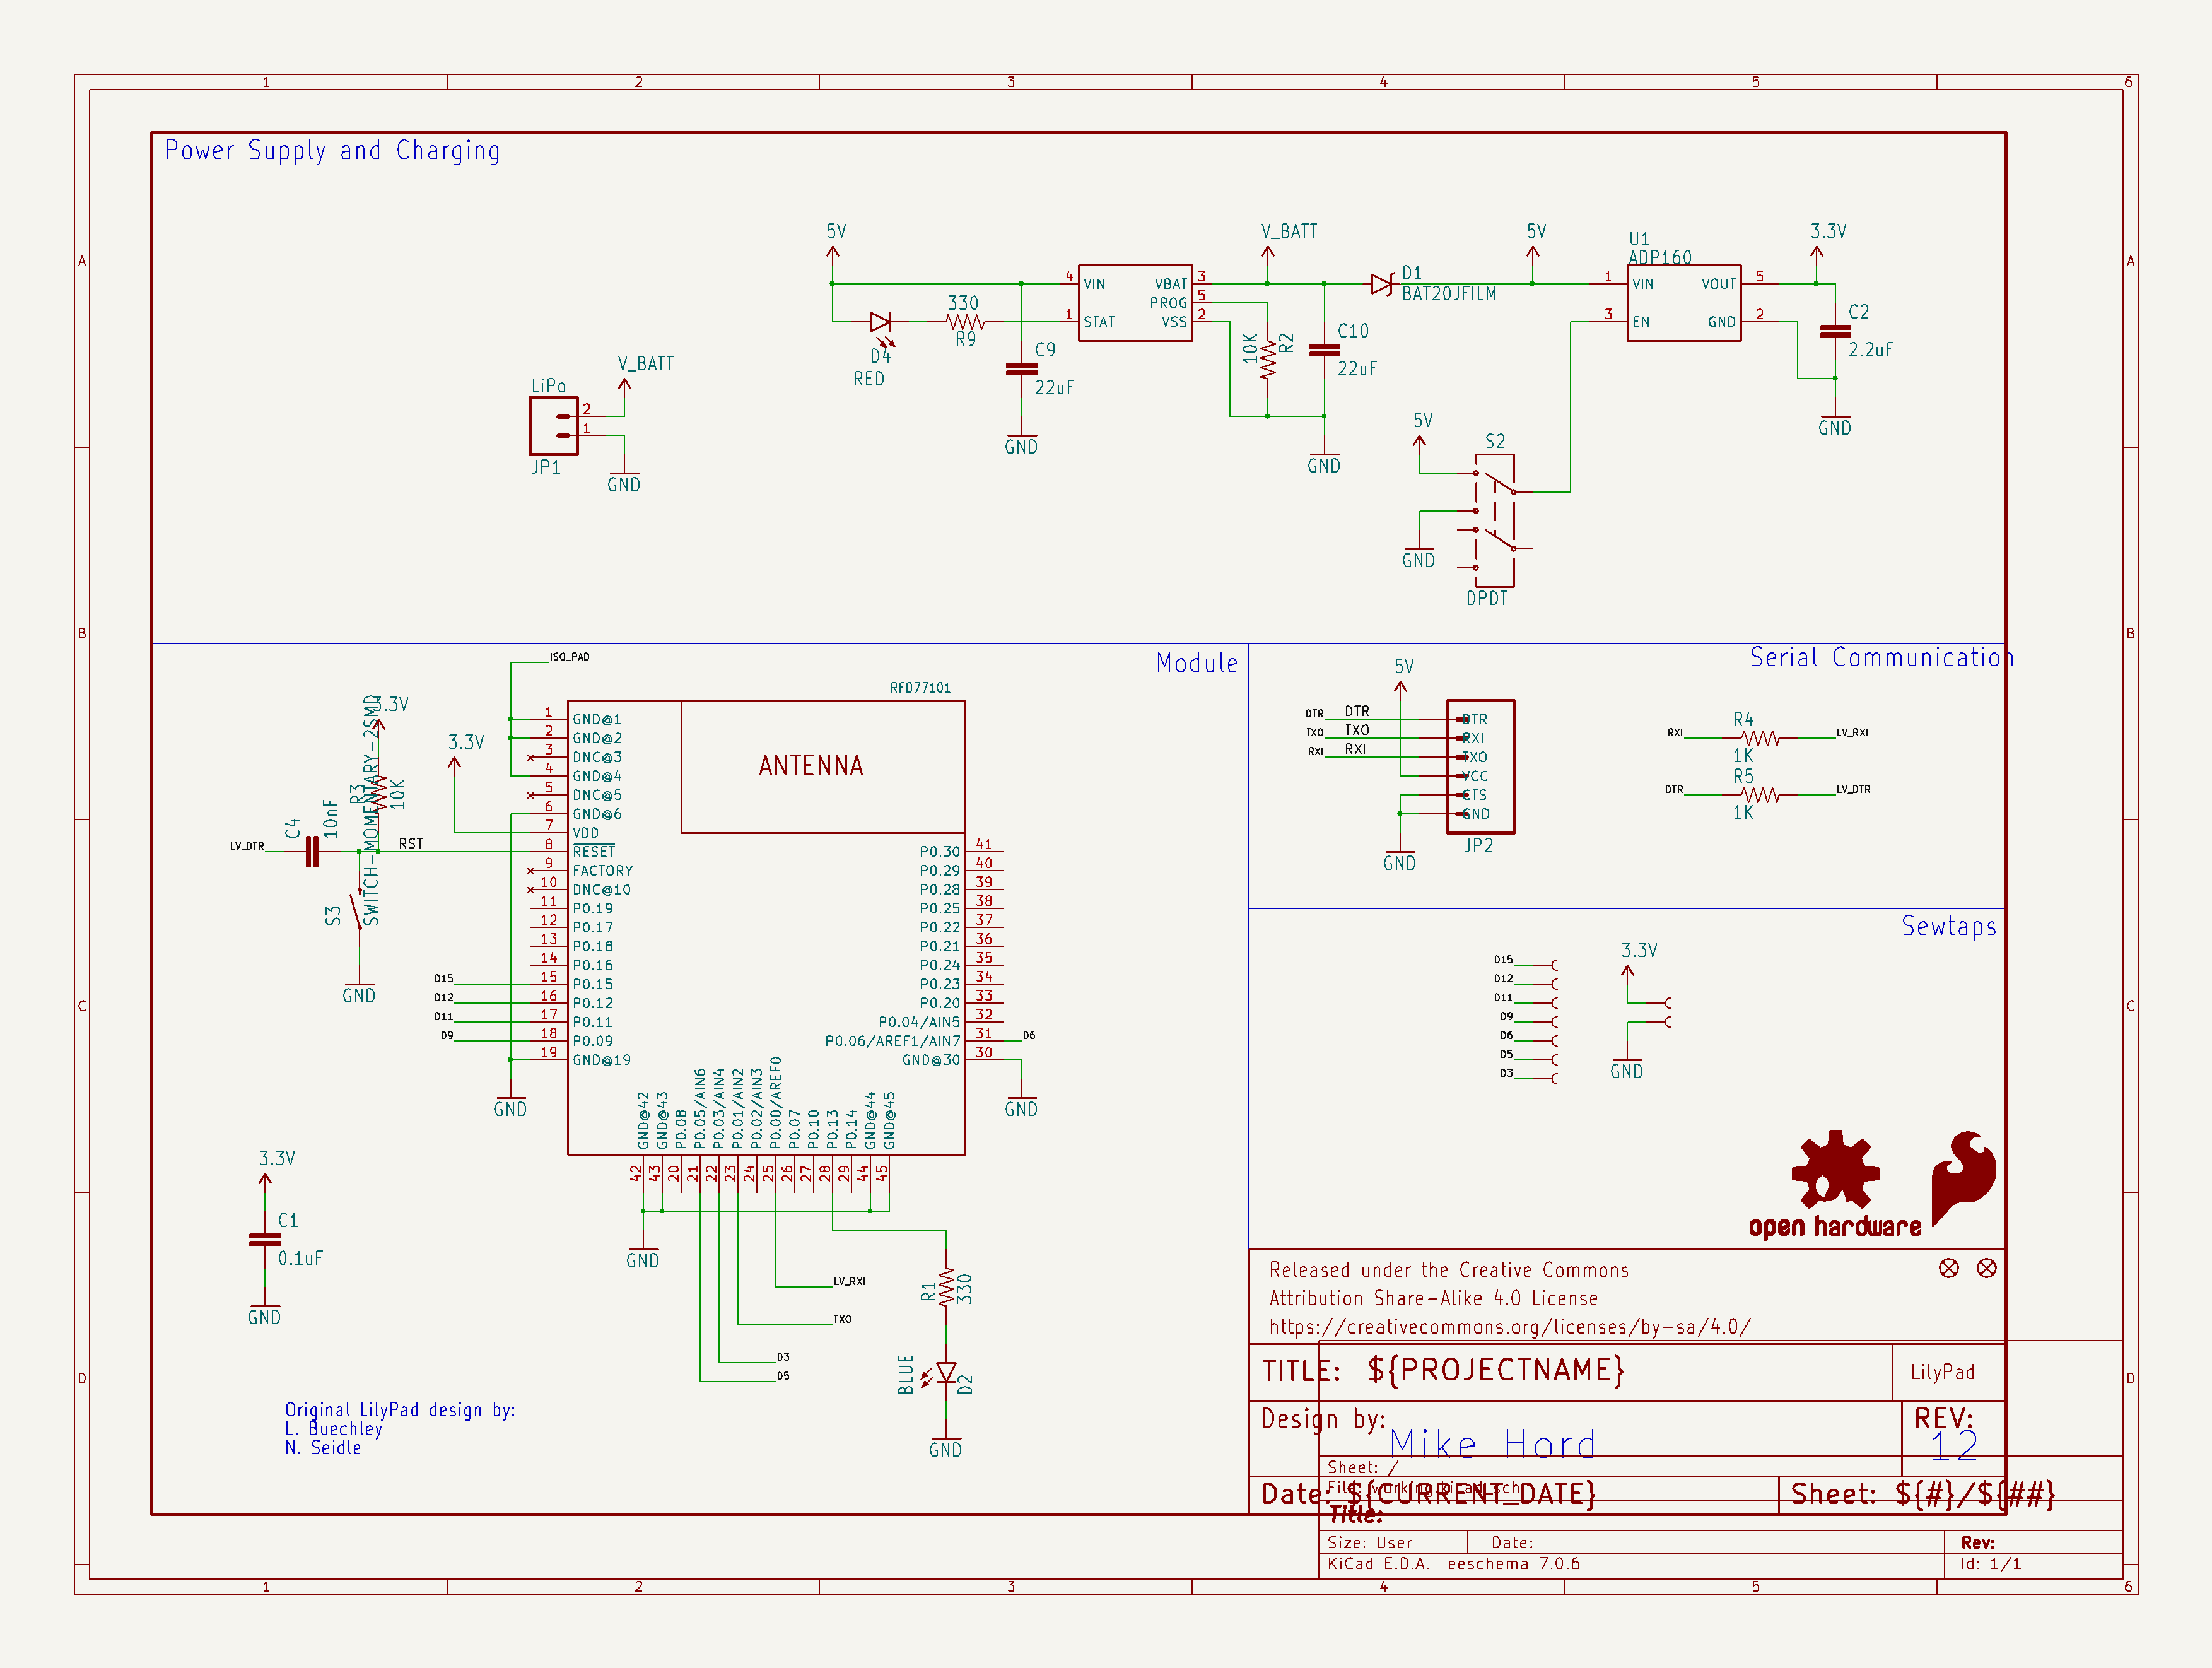 1 2 3 4 5 6
Power Supply and Charging
5V
V_BATT
5V
U1
ADP160
3.3V
A
A
4 VIN
VBAT 3
D1
BAT20JFILM
1 VIN
VOUT 5
330
PROG 5
1 STAT
VSS 2
3 EN
GND 2
C2
2.2uF
R9
D4
RED
C9
22uF
10K
R2
C10
22uF
V_BATT
LiPo
2
1
JP1
GND
GND
GND
GND
5V
S2
GND
DPDT
B
B
ISO_PAD
Module
Serial Communication
RFD77101
ANTENNA
3.3V
3.3V
SWITCH-MOMENTARY-2SMD
R3
10K
C4
10nF
LV_DTR
RST
S3
GND
1 GND@1
2 GND@2
3 DNC@3
4 GND@4
5 DNC@5
6 GND@6
7 VDD
8 RESET
9 FACTORY
10 DNC@10
11 P0.19
12 P0.17
13 P0.18
14 P0.16
D15 15 P0.15
D12 16 P0.12
D11 17 P0.11
D9 18 P0.09
19 GND@19
GND
P0.30 41
P0.29 40
P0.28 39
P0.25 38
P0.22 37
P0.21 36
P0.24 35
P0.23 34
P0.20 33
P0.04/AIN5 32
P0.06/AREF1/AIN7 31 D6
GND@30 30
GND
GND@42 42
GND@43 43
P0.08 20
P0.05/AIN6 21
P0.03/AIN4 22
P0.01/AIN2 23
P0.02/AIN3 24
P0.00/AREF0 25
P0.07 26
P0.10 27
P0.13 28
P0.14 29
GND@44 44
GND@45 45
GND
LV_RXI
TXO
D3
D5
R1
330
BLUE
D2
GND
3.3V
C1
0.1uF
GND
Original LilyPad design by:
L. Buechley
N. Seidle
5V
DTR DTR DTR
TXO TXO RXI
RXI RXI TXO
VCC
CTS
GND
GND
JP2
RXI R4 LV_RXI
1K
DTR R5 LV_DTR
1K
Sewtaps
D15
D12
D11
D9
D6
D5
D3
3.3V
GND
C
C
open hardware
Released under the Creative Commons
Attribution Share-Alike 4.0 License
https://creativecommons.org/licenses/by-sa/4.0/
TITLE: ${PROJECTNAME}
LilyPad
D
D
Design by:
Mike Hord
REV:
12
Sheet: /
File: working.kicad_sch
Date: ${CURRENT_DATE}
Sheet: ${#}/${##}
Title:
Size: User
Date:
Rev:
KiCad E.D.A. eeschema 7.0.6
Id: 1/1
1 2 3 4 5 6